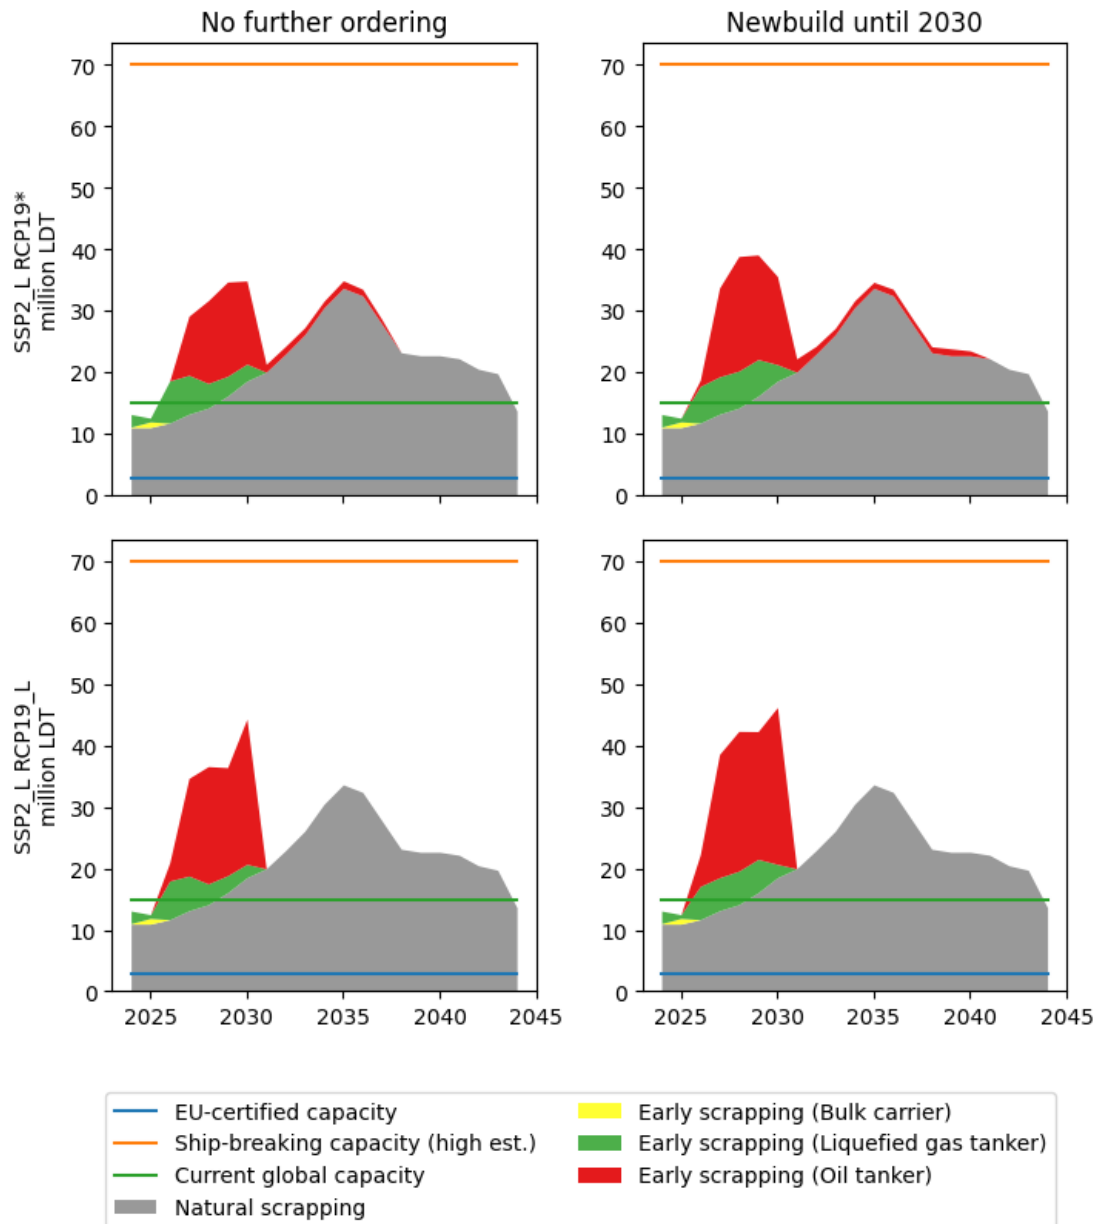 No further ordering
Newbuild until 2030
SSP2_L RCP19*
million LDT
70
60
50
40
30
20
10
0
70
60
50
40
30
20
10
0
SSP2_L RCP19_L
million LDT
70
60
50
40
30
20
10
0
2025 2030 2035 2040 2045
70
60
50
40
30
20
10
0
2025 2030 2035 2040 2045
EU-certified capacity
Ship-breaking capacity (high est.)
Current global capacity
Natural scrapping
Early scrapping (Bulk carrier)
Early scrapping (Liquefied gas tanker)
Early scrapping (Oil tanker)